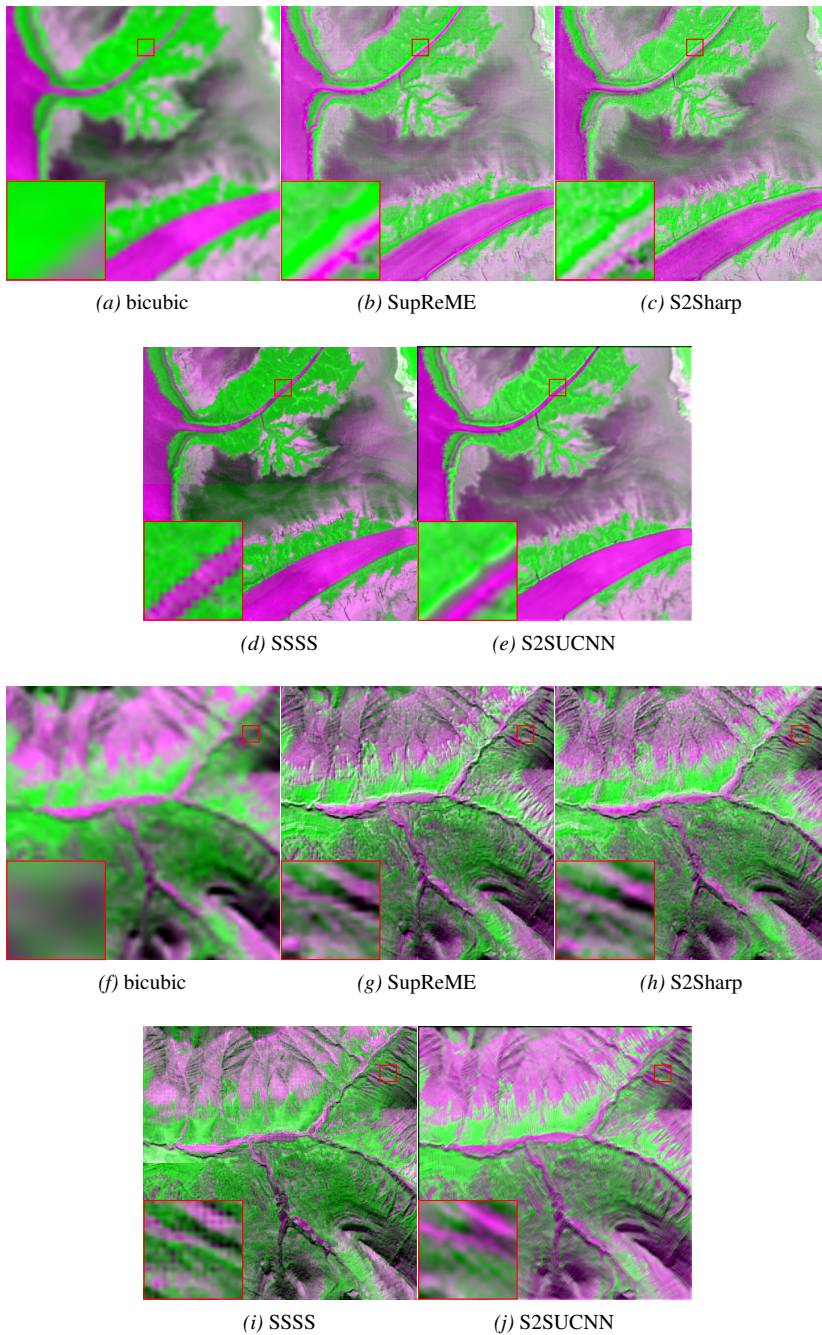 (a) bicubic
(b) SupReME
(c) S2Sharp
(d) SSSS
(e) S2SUCNN
(f) bicubic
(g) SupReME
(h) S2Sharp
(i) SSSS
(j) S2SUCNN